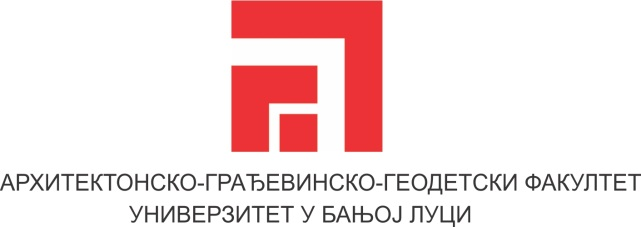 АРХИТЕКТОНСКО-ГРАЂЕВИНСКО-ГЕОДЕТСКИ ФАКУЛТЕТ
УНИВЕРЗИТЕТ У БАЊОЈ ЛУЦИ